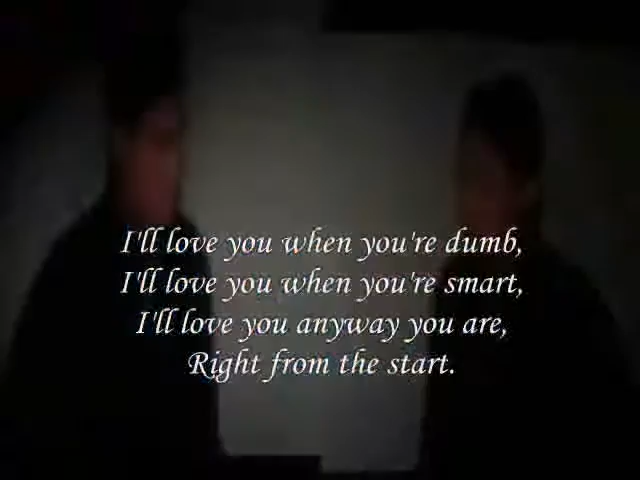 I'll love you when you're dumb,
I'll love you when you're smart,
I'll love you anyway you are,
Right from the start.